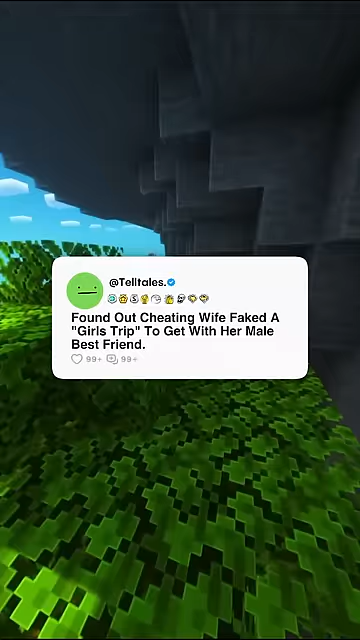 @Telltales.
Found Out Cheating Wife Faked A
"Girls Trip" To Get With Her Male
Best Friend.
99+ 99+